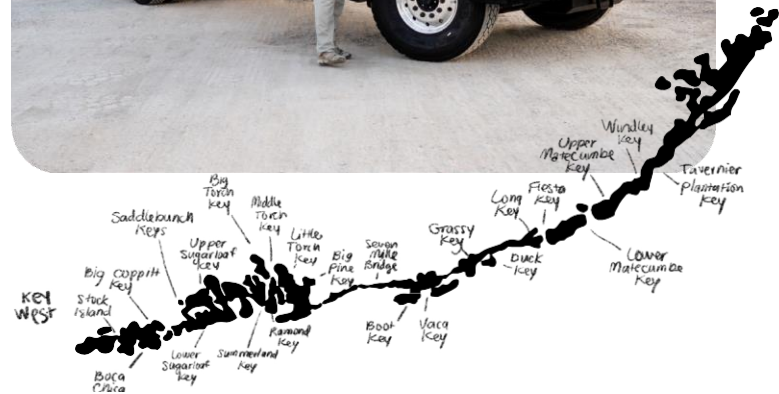 Windley
Key
Upper
Matecumbe
Key
Tavernier
Plantation
Key
Big
Torch
Key
Middle
Torch
Key
Fiesta
Key
Long
Key
Saddlebunch
Keys
Little
Torch
Key
Upper
Sugarloaf
Key
Grassy
Key
Seven
Mile
Bridge
Big
Pine
Key
Duck
Key
Lower
Matecumbe
Key
Big Coppitt
Key
Key
West
Stock
Island
Ramond
Key
Boot
Key
Vaca
Key
Lower
Sugarloaf
Key
Summerland
Key
Boca
Chica